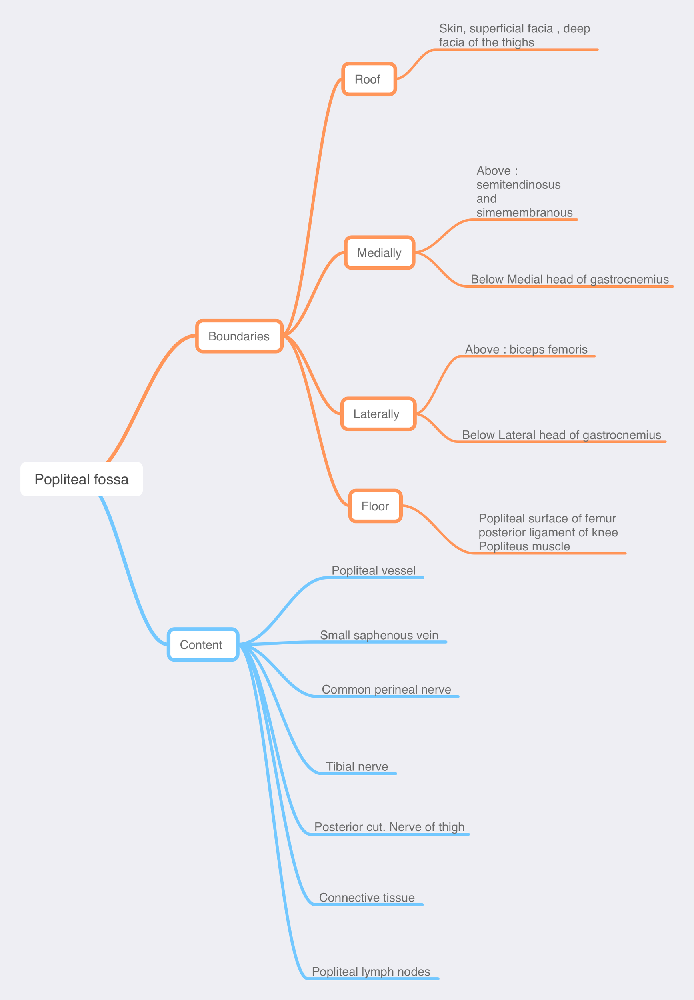 Popliteal fossa
Boundaries
Roof
Skin, superficial facia , deep
facia of the thighs
Medially
Above :
semitendinosus
and
simemembranous
Below Medial head of gastrocnemius
Laterally
Above : biceps femoris
Below Lateral head of gastrocnemius
Floor
Popliteal surface of femur
posterior ligament of knee
Popliteus muscle
Content
Popliteal vessel
Small saphenous vein
Common perineal nerve
Tibial nerve
Posterior cut. Nerve of thigh
Connective tissue
Popliteal lymph nodes